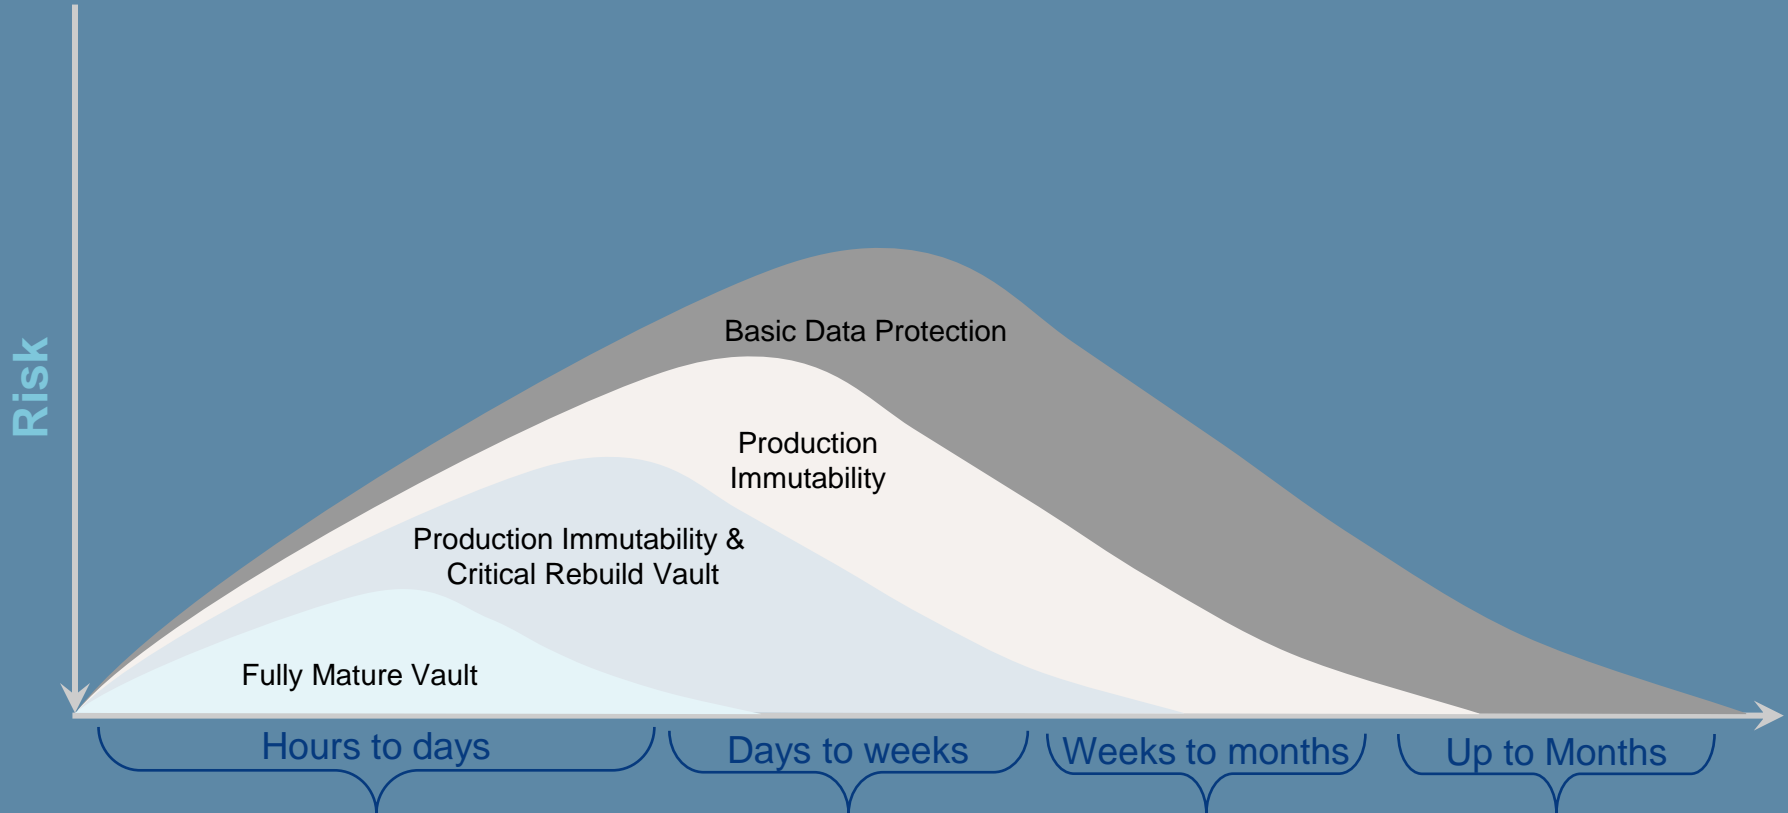 Risk
Basic Data Protection
Production
Immutability
Production Immutability &
Critical Rebuild Vault
Fully Mature Vault
Hours to days
Days to weeks
Weeks to months
Up to Months